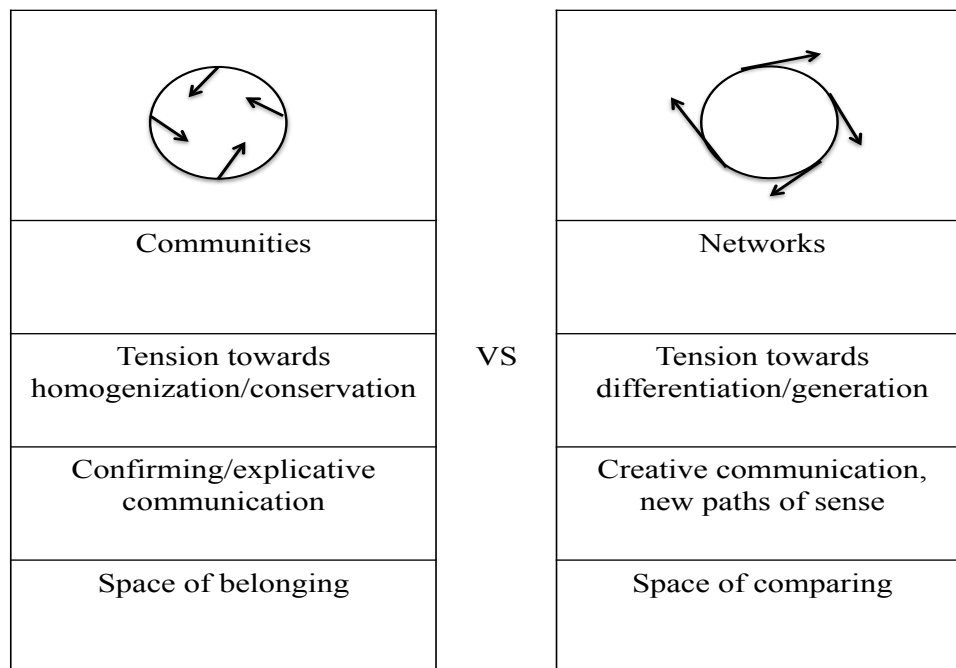 Communities
Tension towards
homogenization/conservation
Confirming/explicative
communication
Space of belonging
VS
Networks
Tension towards
differentiation/generation
Creative communication,
new paths of sense
Space of comparing